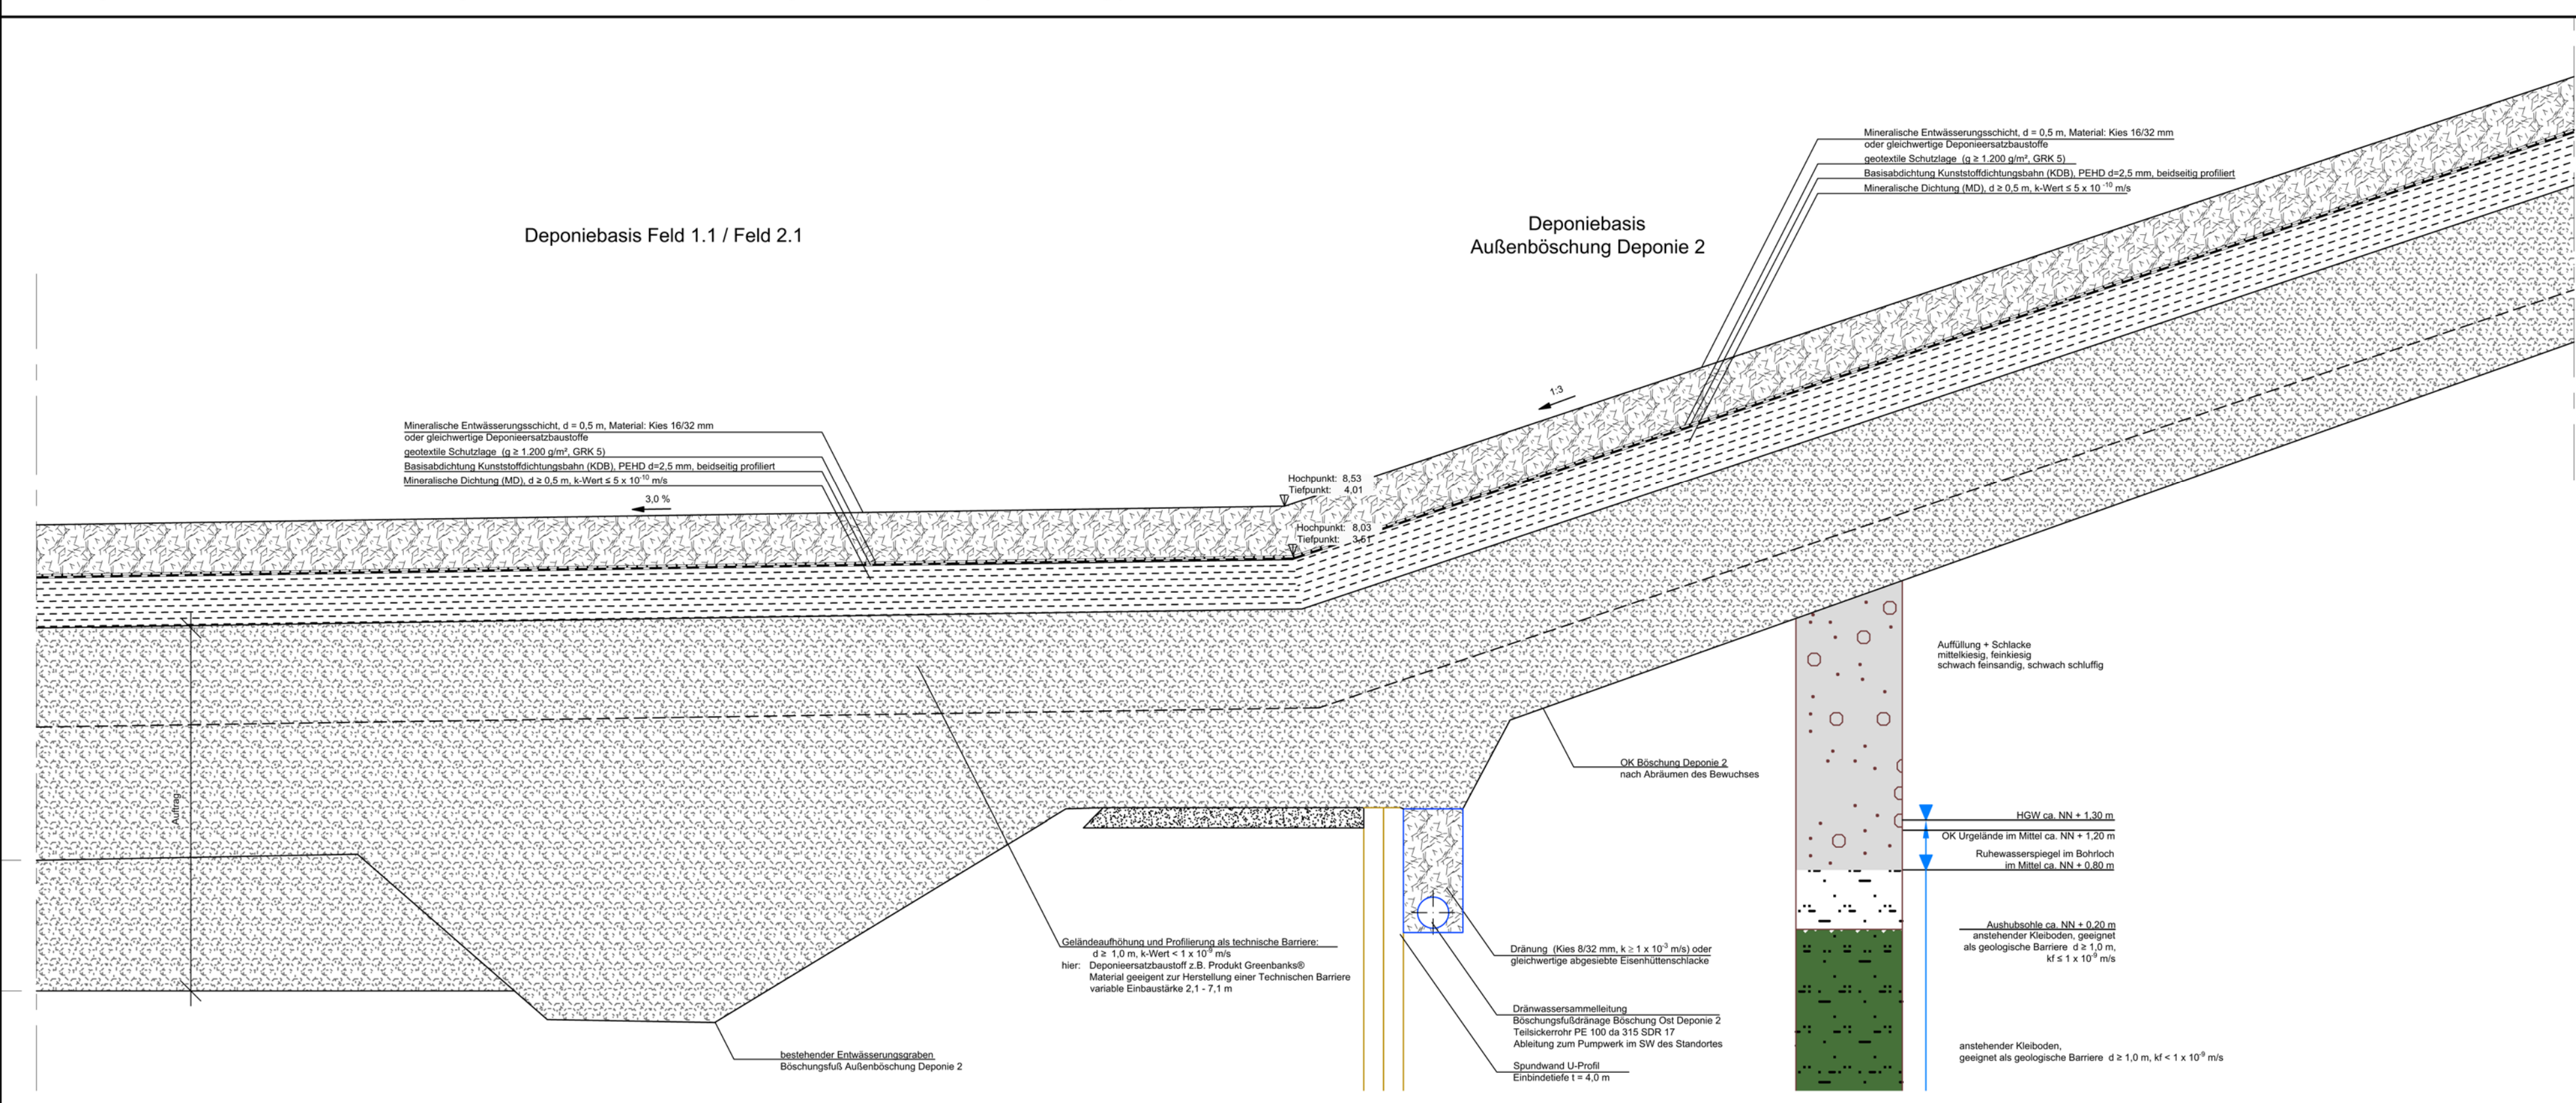 Deponiebasis Feld 1.1 / Feld 2.1
Deponiebasis
Außenböschung Deponie 2
Mineralische Entwässerungsschicht, d = 0,5 m, Material: Kies 16/32 mm
oder gleichwertige Deponieersatzbaustoffe
geotextile Schutzlage (g ≥ 1.200 g/m², GRK 5)
Basisabdichtung Kunststoffdichtungsbahn (KDB), PEHD d=2,5 mm, beidseitig profiliert
Mineralische Dichtung (MD), d ≥ 0,5 m, k-Wert ≤ 5 x 10 -10 m/s
1:3
Mineralische Entwässerungsschicht, d = 0,5 m, Material: Kies 16/32 mm
oder gleichwertige Deponieersatzbaustoffe
geotextile Schutzlage (g ≥ 1.200 g/m², GRK 5)
Basisabdichtung Kunststoffdichtungsbahn (KDB), PEHD d=2,5 mm, beidseitig profiliert
Mineralische Dichtung (MD), d ≥ 0,5 m, k-Wert ≤ 5 x 10-10 m/s
3,0 %
Hochpunkt: 8,53
Tiefpunkt: 4,01
Hochpunkt: 8,03
Tiefpunkt: 3,51
Auftrag
Auffüllung + Schlacke
mittelkiesig, feinkiesig
schwach feinsandig, schwach schluffig
OK Böschung Deponie 2
nach Abräumen des Bewuchses
HGW ca. NN + 1,30 m
OK Urgelände im Mittel ca. NN + 1,20 m
Ruhewasserspiegel im Bohrloch
im Mittel ca. NN + 0,80 m
Aushubsohle ca. NN + 0,20 m
anstehender Kleiboden, geeignet
als geologische Barriere d ≥ 1,0 m,
kf ≤ 1 x 10-9 m/s
Geländeaufhöhung und Profilierung als technische Barriere:
d ≥ 1,0 m, k-Wert < 1 x 10-9 m/s
hier: Deponieersatzbaustoff z.B. Produkt Greenbanks®
Material geeigent zur Herstellung einer Technischen Barriere
variable Einbaustärke 2,1 - 7,1 m
Dränung (Kies 8/32 mm, k ≥ 1 x 10-3 m/s) oder
gleichwertige abgesiebte Eisenhüttenschlacke
Dränwassersammelleitung
Böschungsfußdränage Böschung Ost Deponie 2
Teilsickerrohr PE 100 da 315 SDR 17
Ableitung zum Pumpwerk im SW des Standortes
Spundwand U-Profil
Einbindetiefe t = 4,0 m
bestehender Entwässerungsgraben
Böschungsfuß Außenböschung Deponie 2
anstehender Kleiboden,
geeignet als geologische Barriere d ≥ 1,0 m, kf < 1 x 10-9 m/s